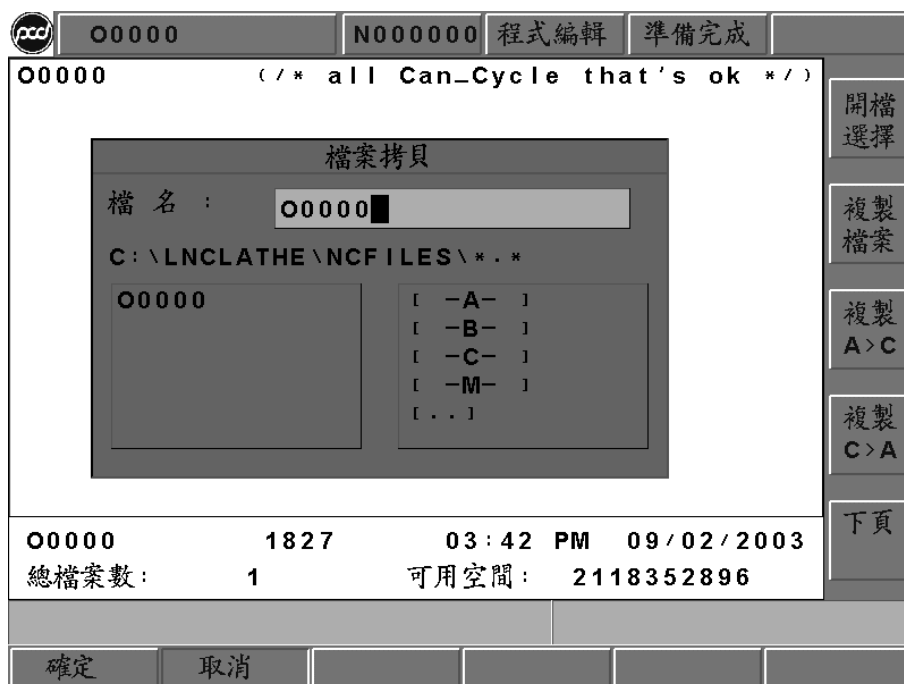 pcd O0000 N000000 程式編輯 準備完成
O0000 (/* all Can_Cycle that's ok */)
檔案拷貝
檔 名 : O0000
C:\LNCLATHE\NCFILES\*.*
O0000
[ -A- ]
[ -B- ]
[ -C- ]
[ -M- ]
[..]
O0000 1827 03:42 PM 09/02/2003
總檔案數: 1 可用空間: 2118352896
開檔
選擇
複製
檔案
複製
A>C
複製
C>A
下頁
確定 取消